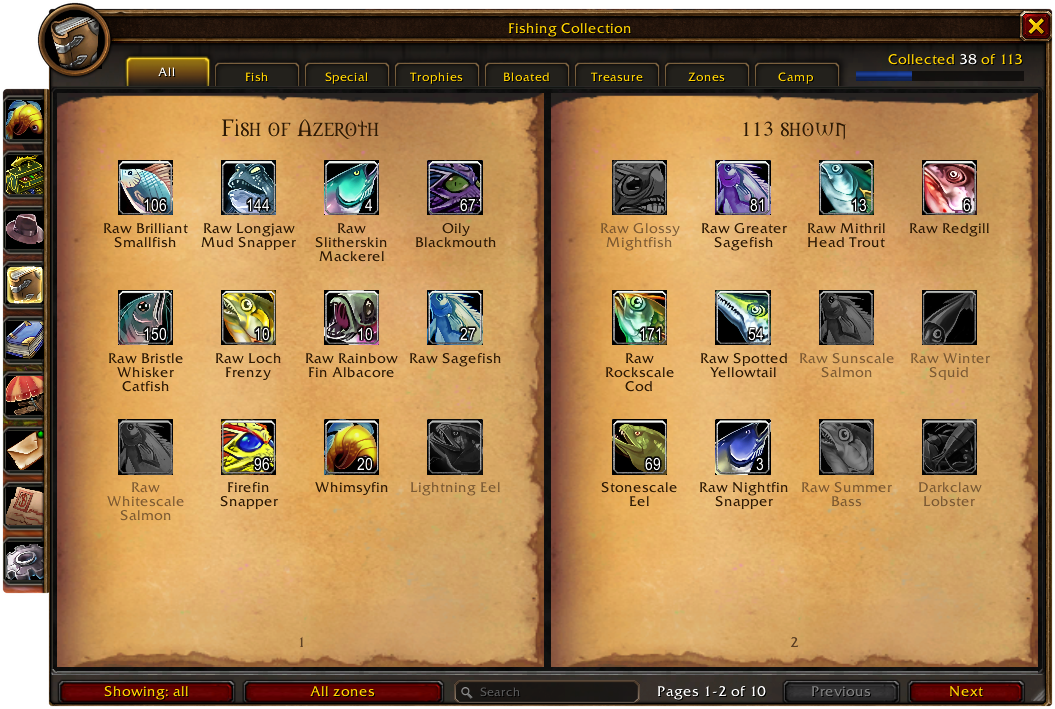 Fishing Collection
Collected 38 of 113
All
Fish
Special
Trophies
Bloated
Treasure
Zones
Camp
Fish of Azeroth
106
144
4
67
Raw Brilliant
Smallfish
Raw Longjaw
Mud Snapper
Raw
Slitherskin
Mackerel
Oily
Blackmouth
150
10
10
27
Raw Bristle
Whisker
Catfish
Raw Loch
Frenzy
Raw Rainbow
Fin Albacore
Raw Sagefish
96
20
Raw
Whitescale
Salmon
Firefin
Snapper
Whimsyfin
Lightning Eel
1
113 shown
81
13
6
Raw Glossy
Mightfish
Raw Greater
Sagefish
Raw Mithril
Head Trout
Raw Redgill
171
54
Raw
Rockscale
Cod
Raw Spotted
Yellowtail
Raw Sunscale
Salmon
Raw Winter
Squid
69
3
Stonescale
Eel
Raw Nightfin
Snapper
Raw Summer
Bass
Darkclaw
Lobster
2
Showing: all
All zones
Search
Pages 1-2 of 10
Previous
Next